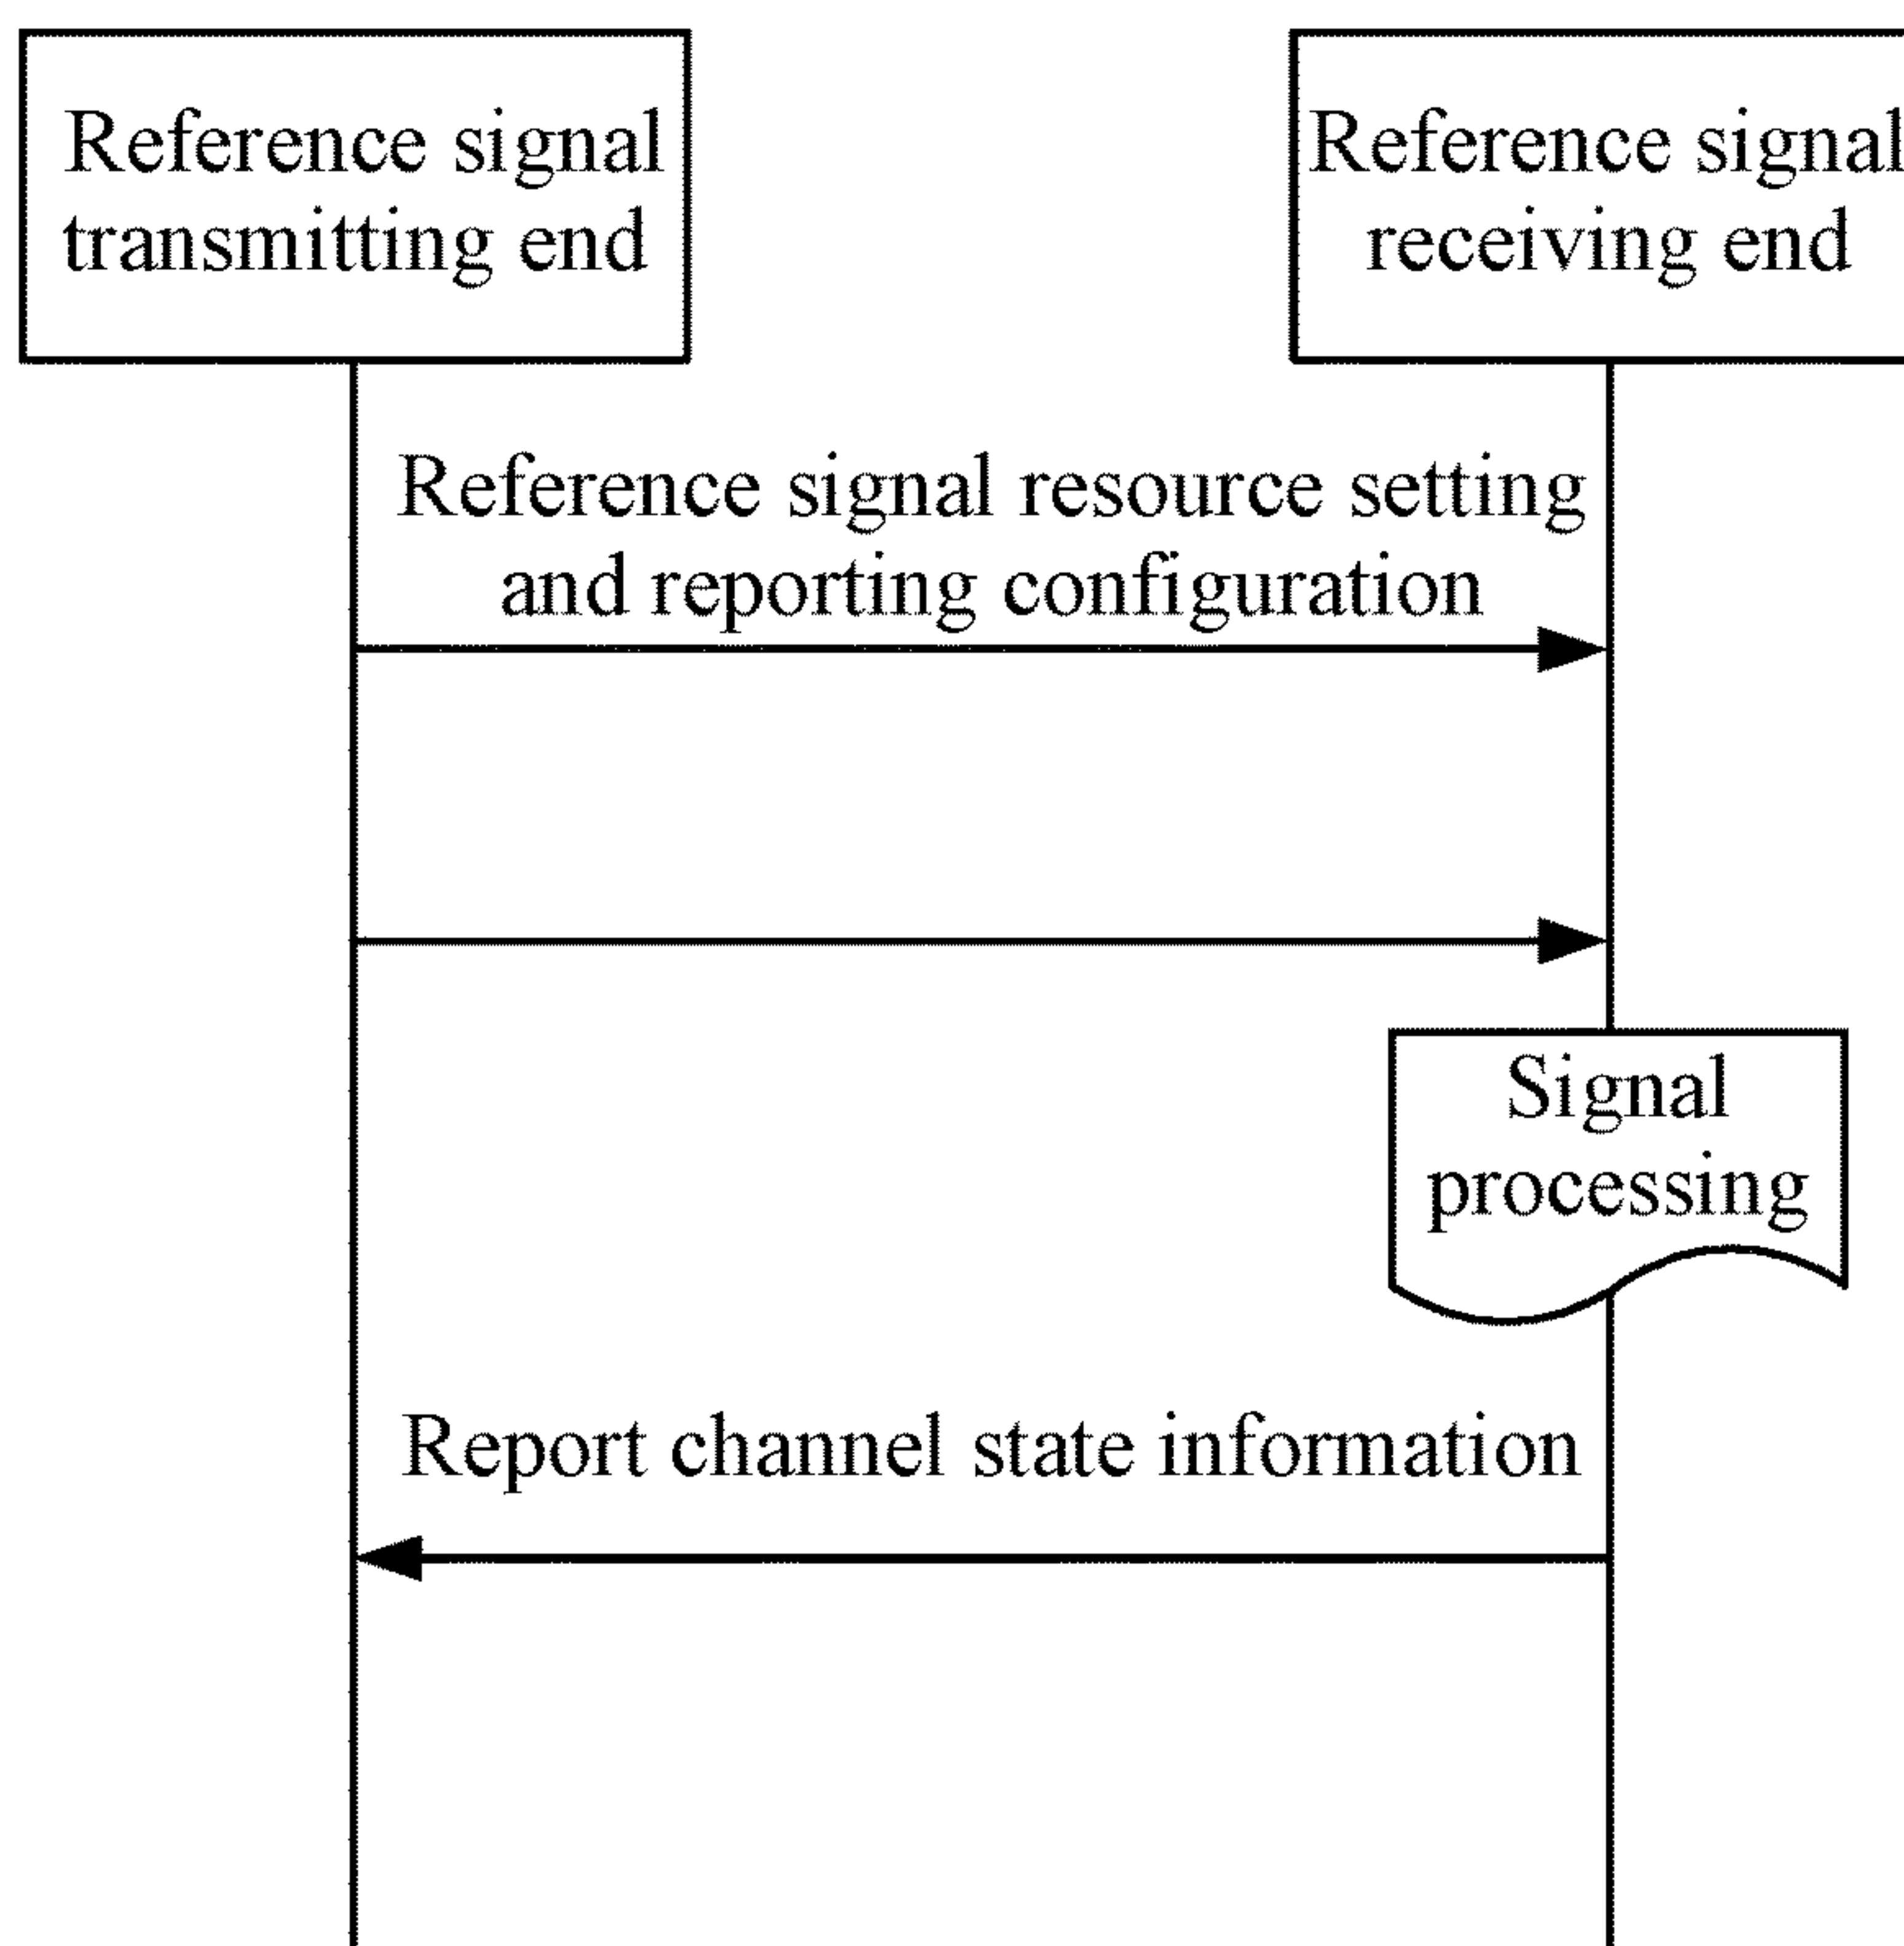 Reference signal
transmitting end
Reference signal
receiving end
Reference signal resource setting
and reporting configuration
Signal
processing
Report channel state information